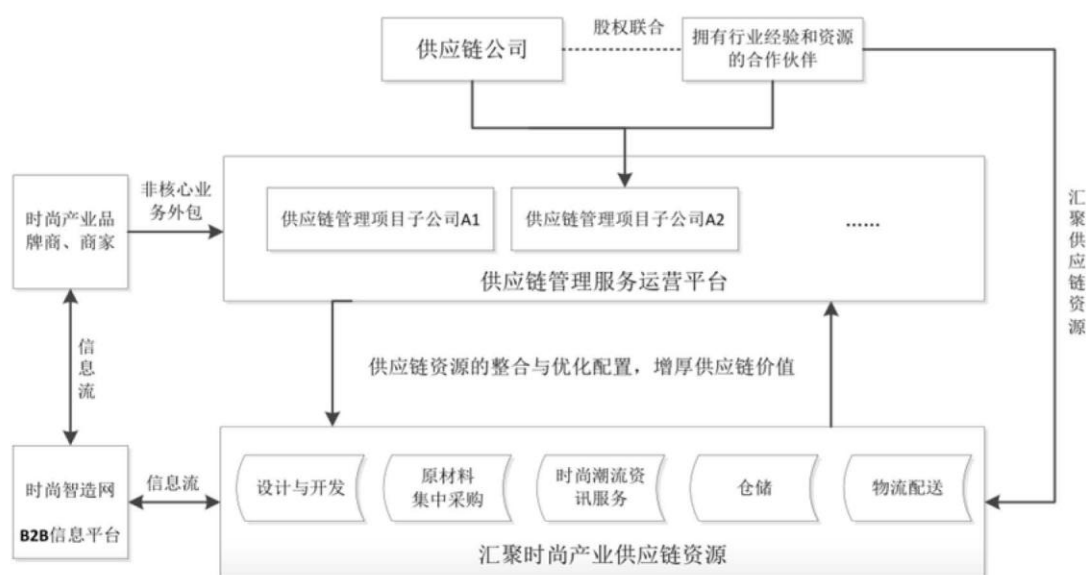 股权联合
供应链公司
拥有行业经验和资源
的合作伙伴
非核心业
务外包
时尚产业品
牌商、商家
供应链管理项目子公司A1
供应链管理项目子公司A2
......
供应链管理服务运营平台
汇聚供应链资源
信息流
供应链资源的整合与优化配置，增厚供应链价值
时尚智造网
B2B信息平台
信息流
设计与开发
原材料
集中采购
时尚潮流资
讯服务
仓储
物流配送
汇聚时尚产业供应链资源